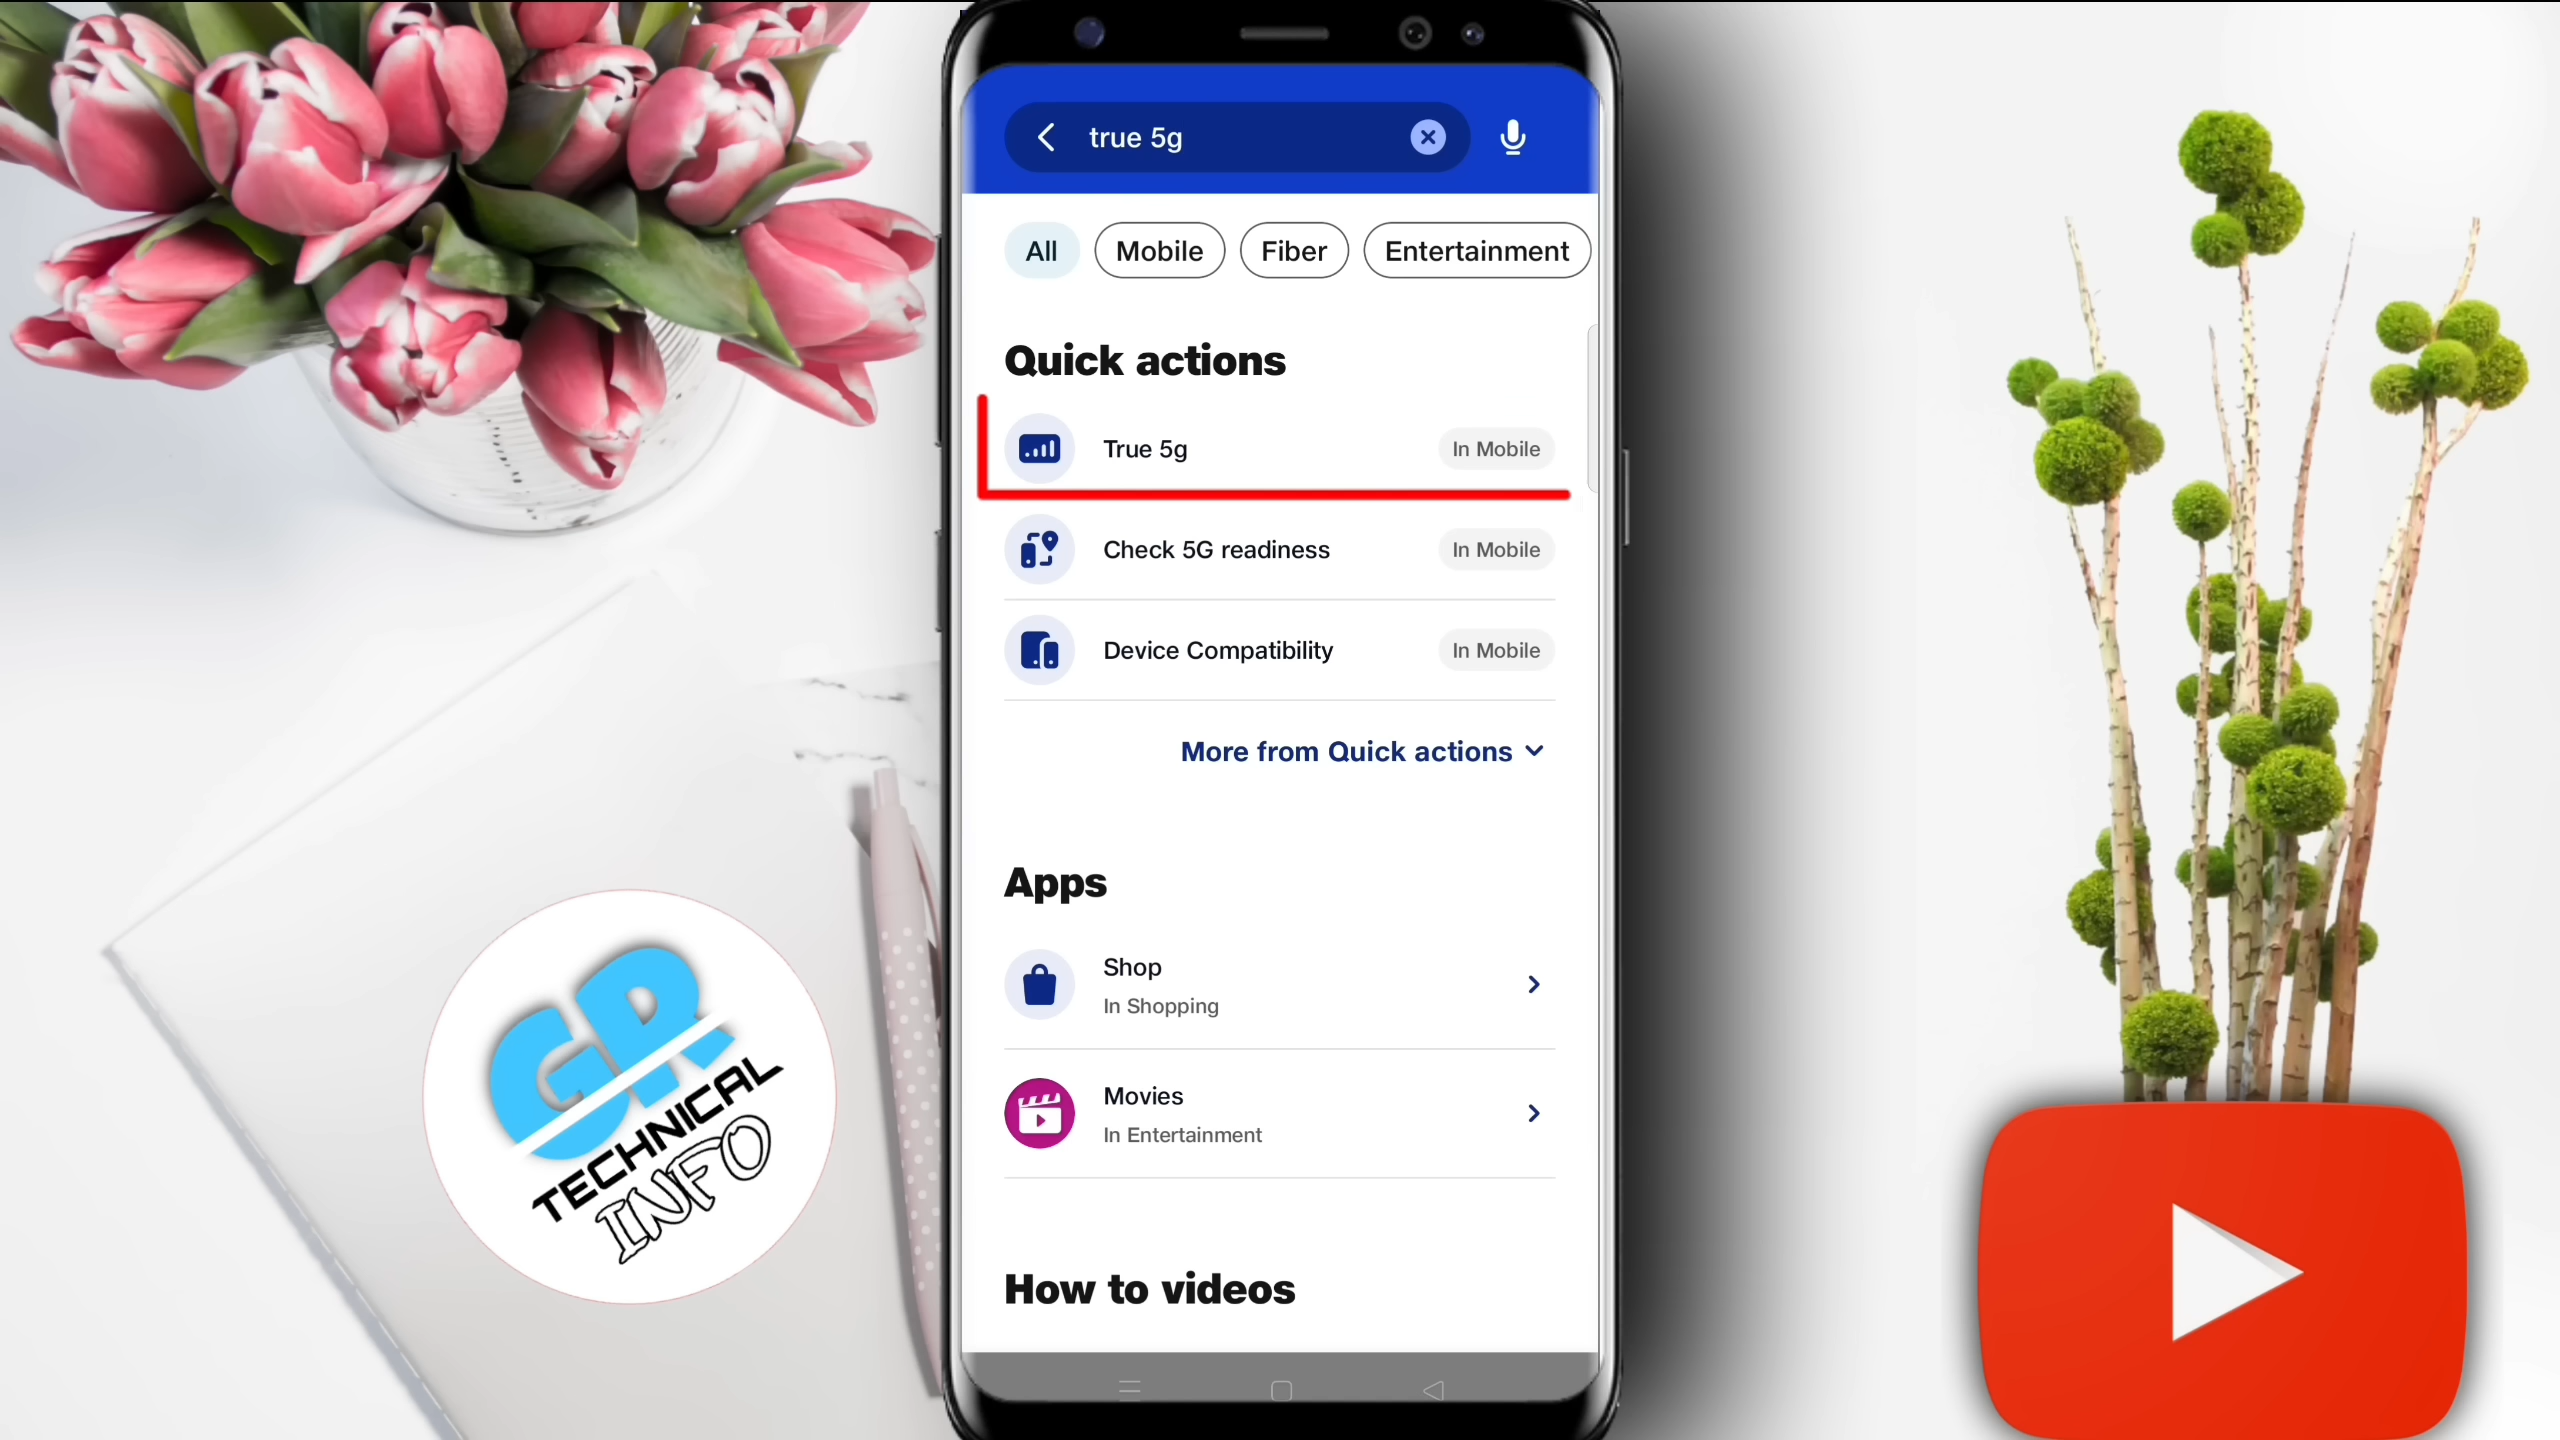 true 5g
All
Mobile
Fiber
Entertainment
Quick actions
True 5g
In Mobile
Check 5G readiness
In Mobile
Device Compatibility
In Mobile
More from Quick actions
Apps
Shop
In Shopping
Movies
In Entertainment
How to videos
GR
TECHNICAL
INFO